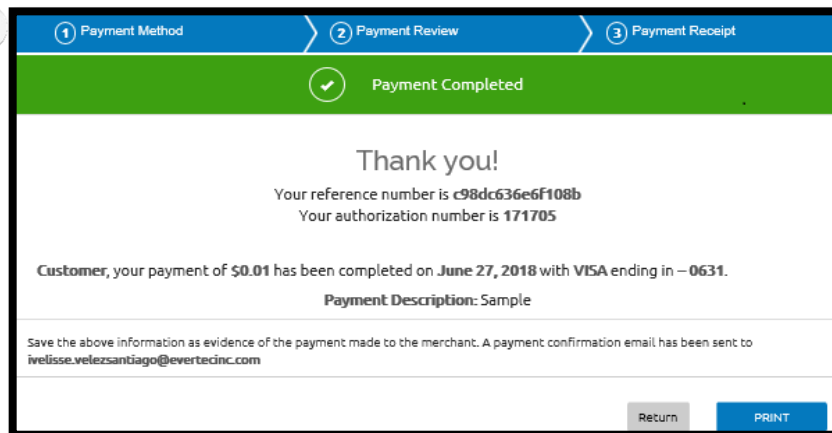 1 Payment Method 2 Payment Review 3 Payment Receipt
Payment Completed
Thank you!
Your reference number is c98dc636e6f108b
Your authorization number is 171705
Customer, your payment of $0.01 has been completed on June 27, 2018 with VISA ending in – 0631.
Payment Description: Sample
Save the above information as evidence of the payment made to the merchant. A payment confirmation email has been sent to
ivelisse.velezsantiago@evertecinc.com
Return PRINT